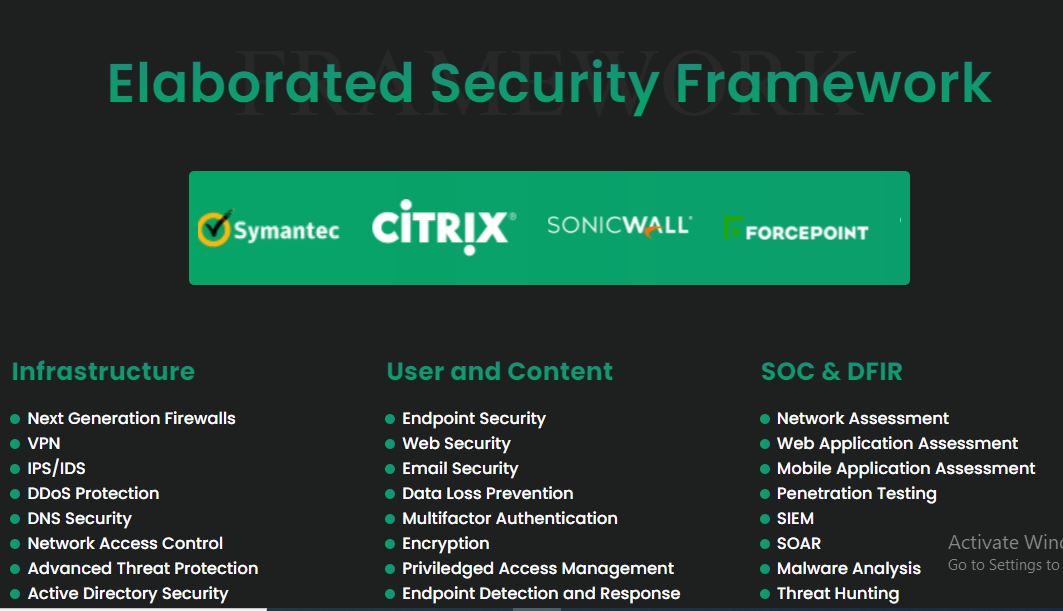 FRAMEWORK
Elaborated Security Framework
Symantec
CİTRIX®
SONICWALL®
FORCEPOINT
Infrastructure
Next Generation Firewalls
VPN
IPS/IDS
DDoS Protection
DNS Security
Network Access Control
Advanced Threat Protection
Active Directory Security
User and Content
Endpoint Security
Web Security
Email Security
Data Loss Prevention
Multifactor Authentication
Encryption
Priviledged Access Management
Endpoint Detection and Response
SOC & DFIR
Network Assessment
Web Application Assessment
Mobile Application Assessment
Penetration Testing
SIEM
SOAR
Malware Analysis
Threat Hunting
Activate Wind
Go to Settings to